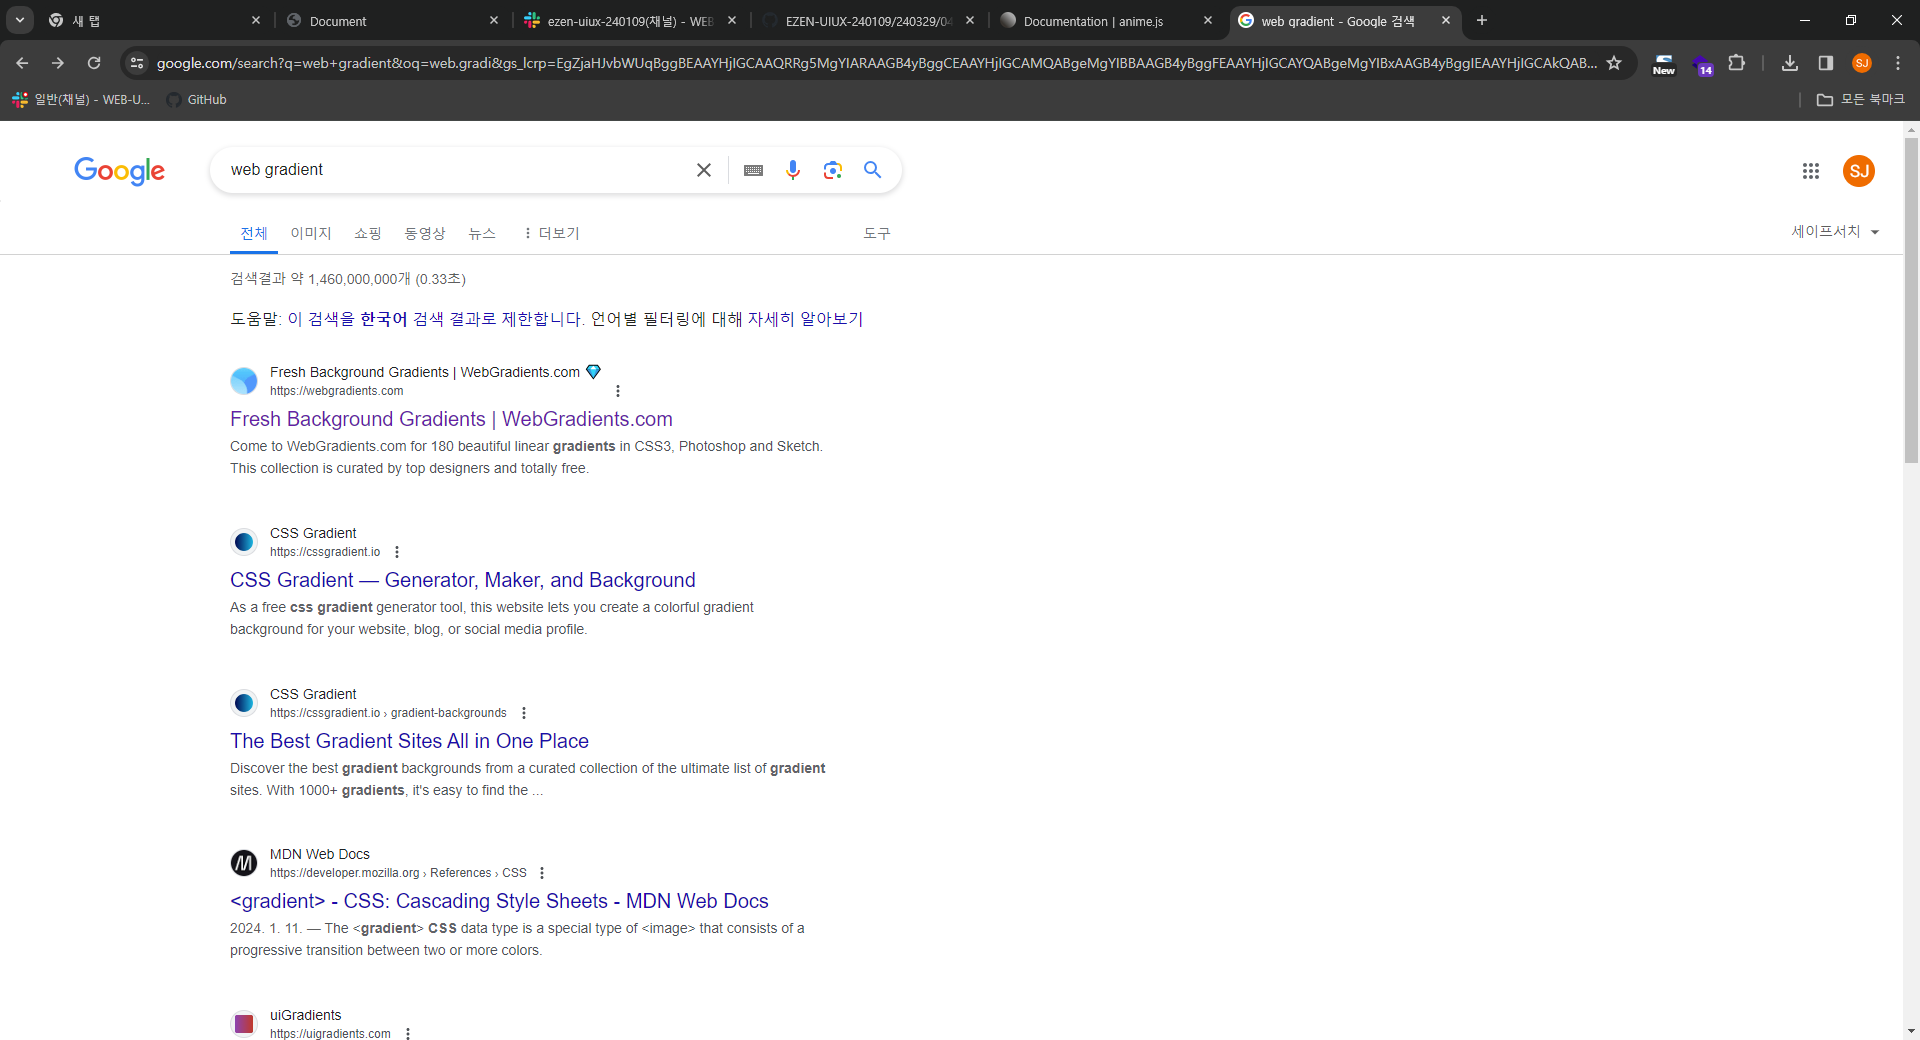 새 탭
Document
ezen-uiux-240109(채널) - WEB
EZEN-UIUX-240109/240329/04
Documentation | anime.js
web gradient - Google 검색
google.com/search?q=web+gradient&oq=web.gradi&gs_lcrp=EgZjaHJvbWUqBggBEAAYHjIGCAAQRRg5MgYIARAAGB4yBggCEAAYHjIGCAMQABgeMgYIBBAAGB4yBggFEAAYHjIGCAYQABgeMgYIBxAAGB4yBggIEAAYHjIGCAkQAB...
New
14
SJ
일반(채널) - WEB-U...
GitHub
모든 북마크
Google
web gradient
SJ
전체
이미지
쇼핑
동영상
뉴스
더보기
도구
세이프서치
검색결과 약 1,460,000,000개 (0.33초)
도움말: 이 검색을 한국어 검색 결과로 제한합니다. 언어별 필터링에 대해 자세히 알아보기
Fresh Background Gradients | WebGradients.com
https://webgradients.com
Fresh Background Gradients | WebGradients.com
Come to WebGradients.com for 180 beautiful linear gradients in CSS3, Photoshop and Sketch.
This collection is curated by top designers and totally free.
CSS Gradient
https://cssgradient.io
CSS Gradient — Generator, Maker, and Background
As a free css gradient generator tool, this website lets you create a colorful gradient
background for your website, blog, or social media profile.
CSS Gradient
https://cssgradient.io › gradient-backgrounds
The Best Gradient Sites All in One Place
Discover the best gradient backgrounds from a curated collection of the ultimate list of gradient
sites. With 1000+ gradients, it's easy to find the ...
MDN Web Docs
https://developer.mozilla.org › References › CSS
<gradient> - CSS: Cascading Style Sheets - MDN Web Docs
2024. 1. 11. — The <gradient> CSS data type is a special type of <image> that consists of a
progressive transition between two or more colors.
uiGradients
https://uigradients.com